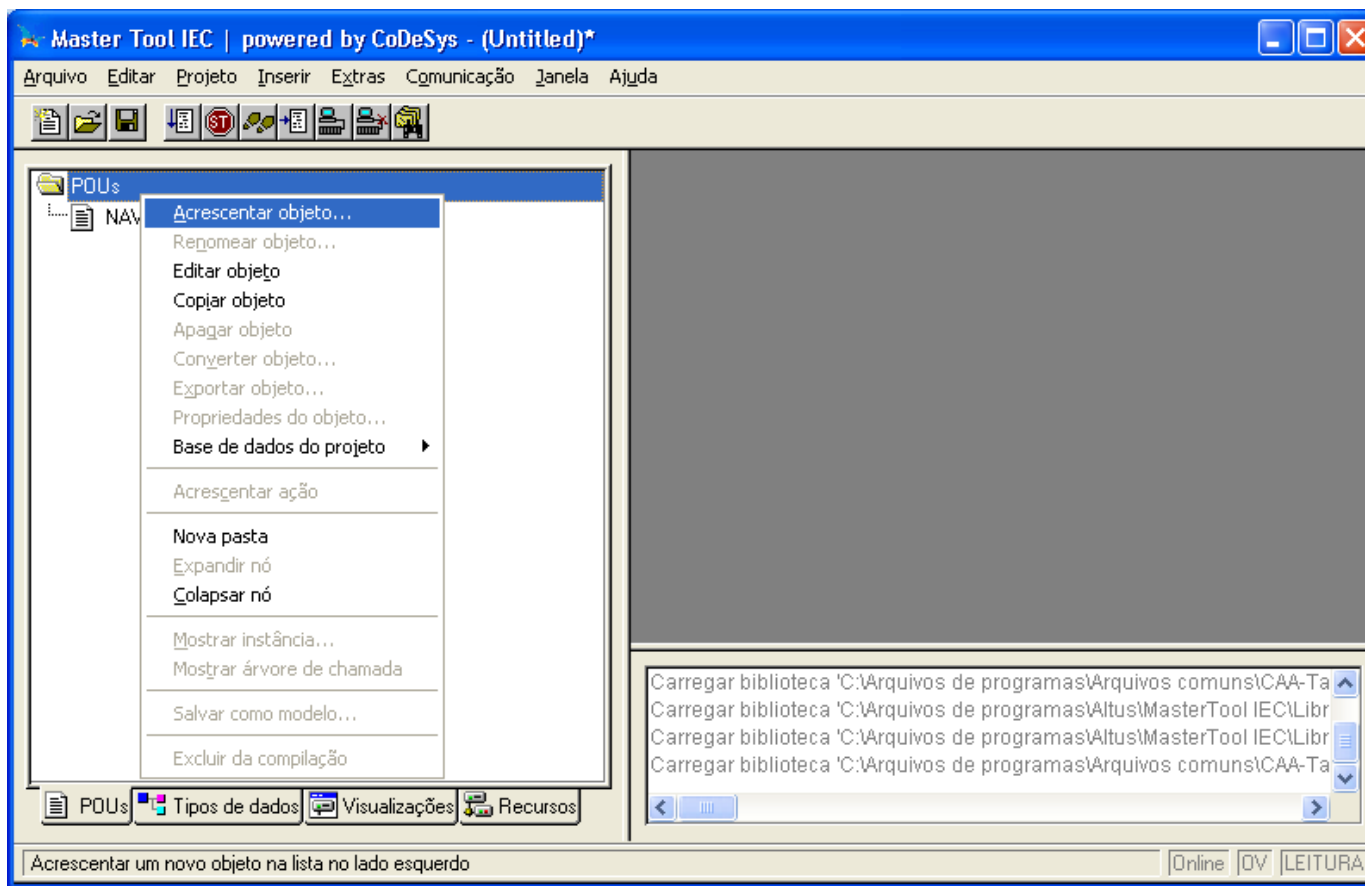 Master Tool IEC | powered by CoDeSys - (Untitled)*
Arquivo Editar Projeto Inserir Extras Comunicação Janela Ajuda
POUs
NAV
Acrescentar objeto...
Renomear objeto...
Editar objeto
Copiar objeto
Apagar objeto
Converter objeto...
Exportar objeto...
Propriedades do objeto...
Base de dados do projeto
Acrescentar ação
Nova pasta
Expandir nó
Colapsar nó
Mostrar instância...
Mostrar árvore de chamada
Salvar como modelo...
Excluir da compilação
POUs Tipos de dados Visualizações Recursos
Carregar biblioteca 'C:\Arquivos de programas\Arquivos comuns\CAA-Ta
Carregar biblioteca 'C:\Arquivos de programas\Altus\MasterTool IEC\Libr
Carregar biblioteca 'C:\Arquivos de programas\Altus\MasterTool IEC\Libr
Carregar biblioteca 'C:\Arquivos de programas\Arquivos comuns\CAA-Ta
Acrescentar um novo objeto na lista no lado esquerdo
Online OV LEITURA